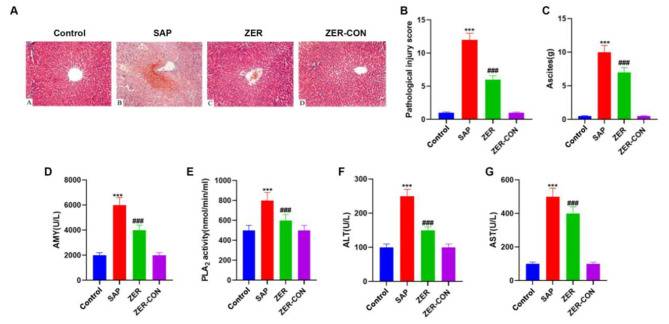 A
Control SAP ZER ZER-CON
A B C D
B
Pathological injury score
15
10
5
0
***
###
Control SAP ZER ZER-CON
C
Ascites(g)
15
10
5
0
***
###
Control SAP ZER ZER-CON
D
AMY(U/L)
8000
6000
4000
2000
0
***
###
Control SAP ZER ZER-CON
E
PLA2 activity(nmol/min/ml)
1000
800
600
400
200
0
***
###
Control SAP ZER ZER-CON
F
ALT(U/L)
300
200
100
0
***
###
Control SAP ZER ZER-CON
G
AST(U/L)
600
400
200
0
***
###
Control SAP ZER ZER-CON